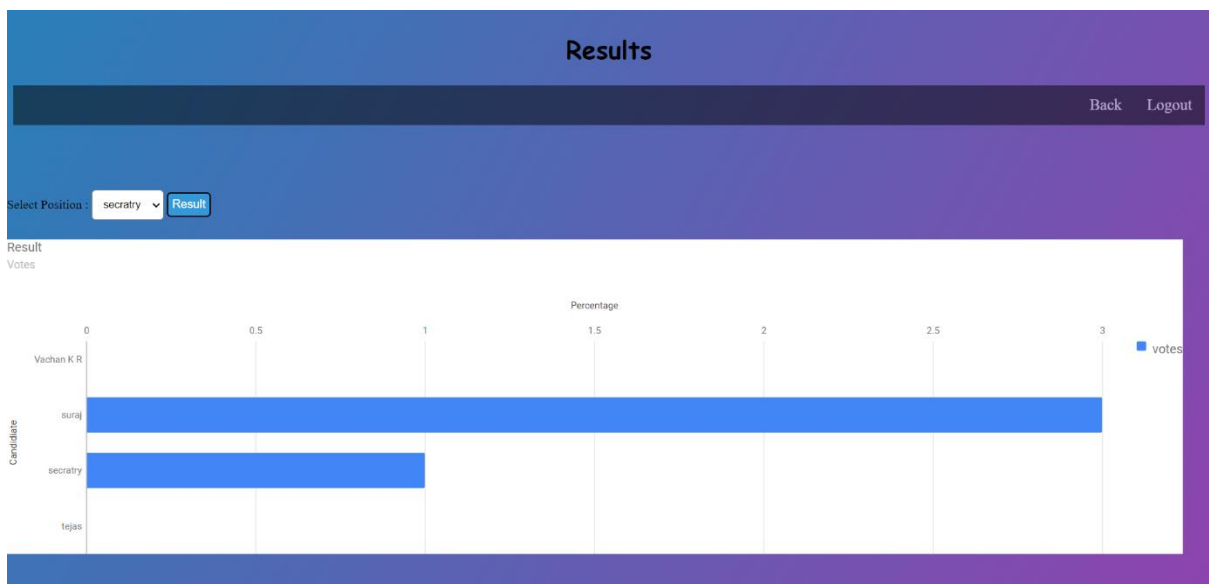 Results
Back Logout
Select Position : secratry Result
Result
Votes
Percentage
0 0.5 1 1.5 2 2.5 3
votes
Candidiate
Vachan K R
suraj
secratry
tejas